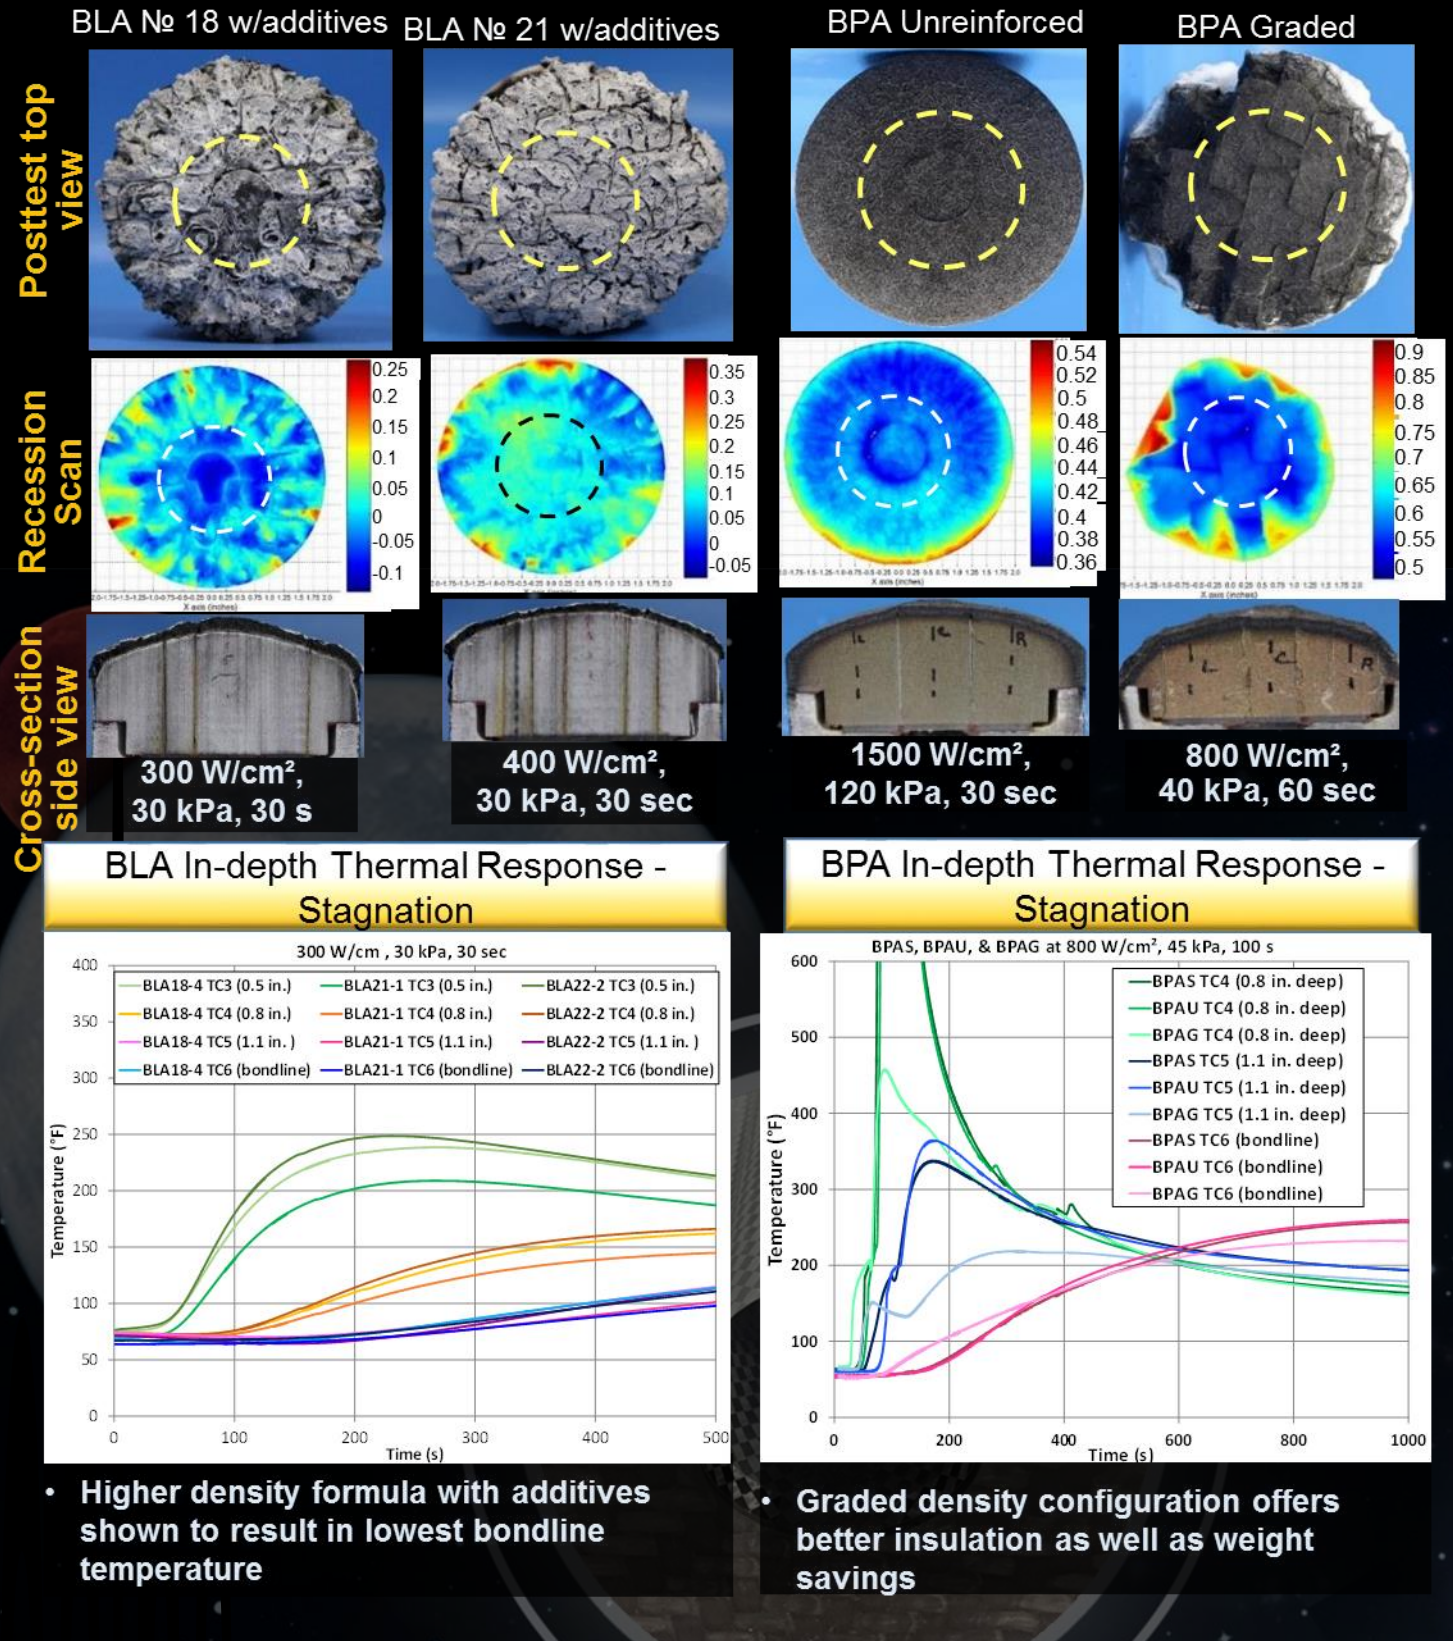 BLA № 18 w/additives
BLA № 21 w/additives
BPA Unreinforced
BPA Graded
Posttest top
view
Recession
Scan
0.25
0.2
0.15
0.1
0.05
0
-0.05
-0.1
X axis (inches)
0.35
0.3
0.25
0.2
0.15
0.1
0.05
0
-0.05
0.54
0.52
0.5
0.48
0.46
0.44
0.42
0.4
0.38
0.36
X axis (inches)
0.9
0.85
0.8
0.75
0.7
0.65
0.6
0.55
0.5
X axis (inches)
Cross-section
side view
L
C
R
L
C
R
300 W/cm²,
30 kPa, 30 s
400 W/cm²,
30 kPa, 30 sec
1500 W/cm²,
120 kPa, 30 sec
800 W/cm²,
40 kPa, 60 sec
BLA In-depth Thermal Response -
Stagnation
300 W/cm , 30 kPa, 30 sec
BLA18-4 TC3 (0.5 in.) BLA21-1 TC3 (0.5 in.) BLA22-2 TC3 (0.5 in.)
BLA18-4 TC4 (0.8 in.) BLA21-1 TC4 (0.8 in.) BLA22-2 TC4 (0.8 in.)
BLA18-4 TC5 (1.1 in. ) BLA21-1 TC5 (1.1 in.) BLA22-2 TC5 (1.1 in. )
BLA18-4 TC6 (bondline) BLA21-1 TC6 (bondline) BLA22-2 TC6 (bondline)
Temperature (°F)
400
350
300
250
200
150
100
50
0
0 100 200 300 400 500
Time (s)
BPA In-depth Thermal Response -
Stagnation
BPAS, BPAU, & BPAG at 800 W/cm², 45 kPa, 100 s
BPAS TC4 (0.8 in. deep)
BPAU TC4 (0.8 in. deep)
BPAG TC4 (0.8 in. deep)
BPAS TC5 (1.1 in. deep)
BPAU TC5 (1.1 in. deep)
BPAG TC5 (1.1 in. deep)
BPAS TC6 (bondline)
BPAU TC6 (bondline)
BPAG TC6 (bondline)
Temperature (°F)
600
500
400
300
200
100
0
0 200 400 600 800 1000
Time (s)
• Higher density formula with additives
shown to result in lowest bondline
temperature
• Graded density configuration offers
better insulation as well as weight
savings